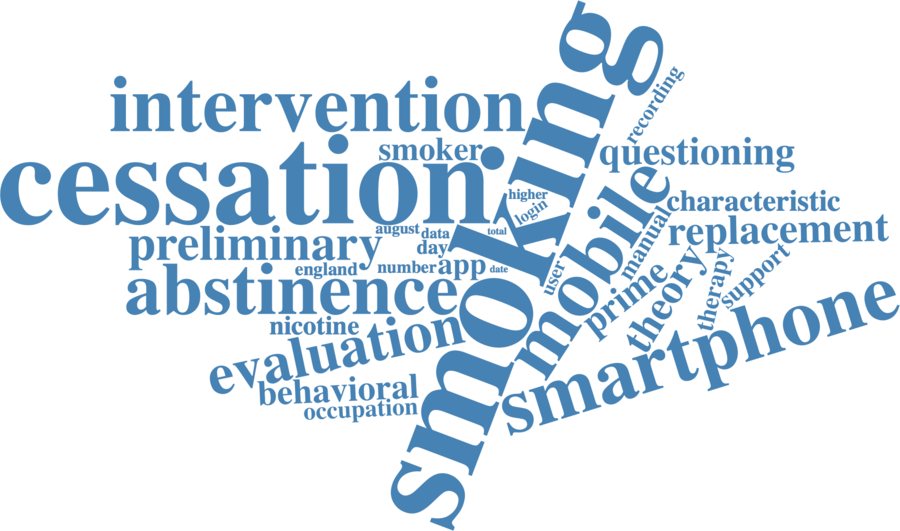 smoking
recording
intervention
smoker
questioning
cessation
higher
login
mobile
characteristic
august
data
total
manual
replacement
preliminary
day
england
number
app
date
user
prime
theory
therapy
support
abstinence
nicotine
evaluation
smartphone
behavioral
occupation